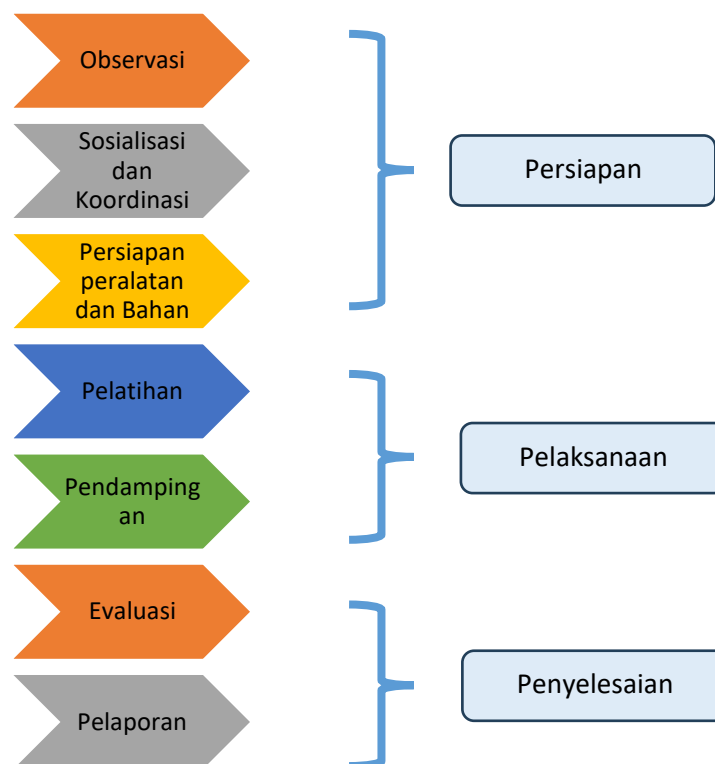 Observasi
Sosialisasi
dan
Koordinasi
Persiapan
peralatan
dan Bahan
Persiapan
Pelatihan
Pendamping
an
Pelaksanaan
Evaluasi
Pelaporan
Penyelesaian